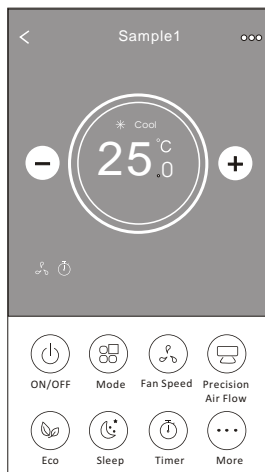 Sample1
Cool
25.0℃
ON/OFF Mode Fan Speed Precision
Air Flow
Eco Sleep Timer More